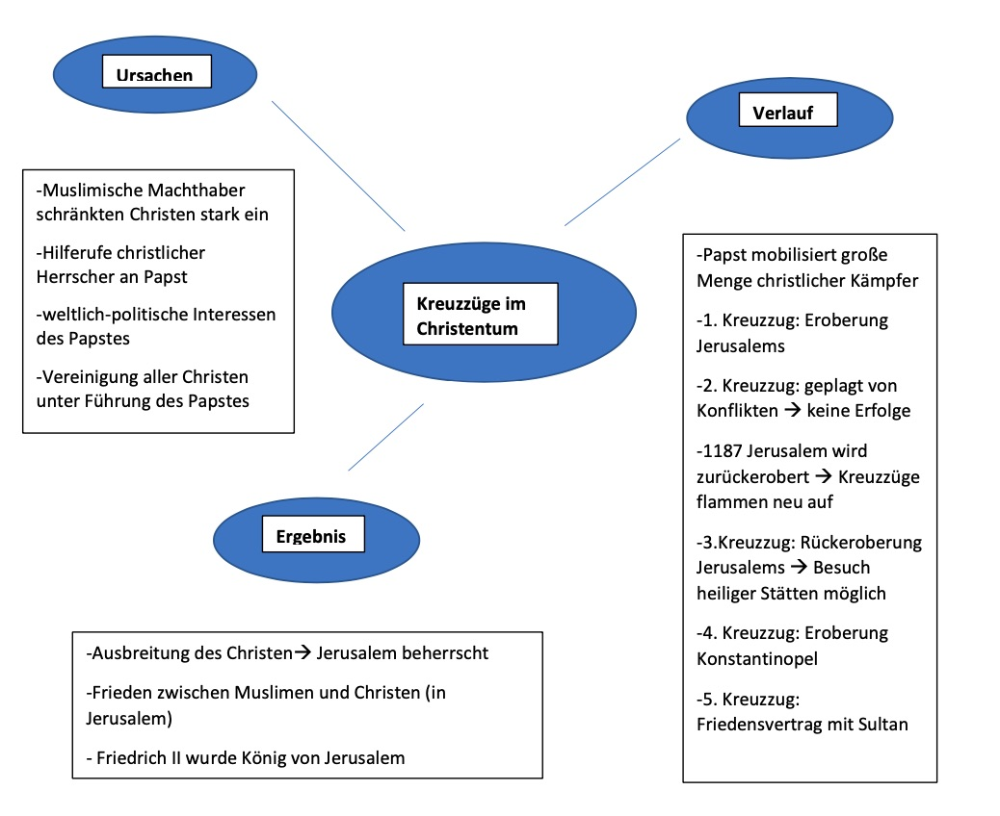 Ursachen
-Muslimische Machthaber
schränkten Christen stark ein
-Hilferufe christlicher
Herrscher an Papst
-weltlich-politische Interessen
des Papstes
-Vereinigung aller Christen
unter Führung des Papstes
Kreuzzüge im
Christentum
Verlauf
-Papst mobilisiert große
Menge christlicher Kämpfer
-1. Kreuzzug: Eroberung
Jerusalems
-2. Kreuzzug: geplagt von
Konflikten → keine Erfolge
-1187 Jerusalem wird
zurückerobert → Kreuzzüge
flammen neu auf
-3.Kreuzzug: Rückeroberung
Jerusalems → Besuch
heiliger Stätten möglich
-4. Kreuzzug: Eroberung
Konstantinopel
-5. Kreuzzug:
Friedensvertrag mit Sultan
Ergebnis
-Ausbreitung des Christen→ Jerusalem beherrscht
-Frieden zwischen Muslimen und Christen (in
Jerusalem)
- Friedrich II wurde König von Jerusalem